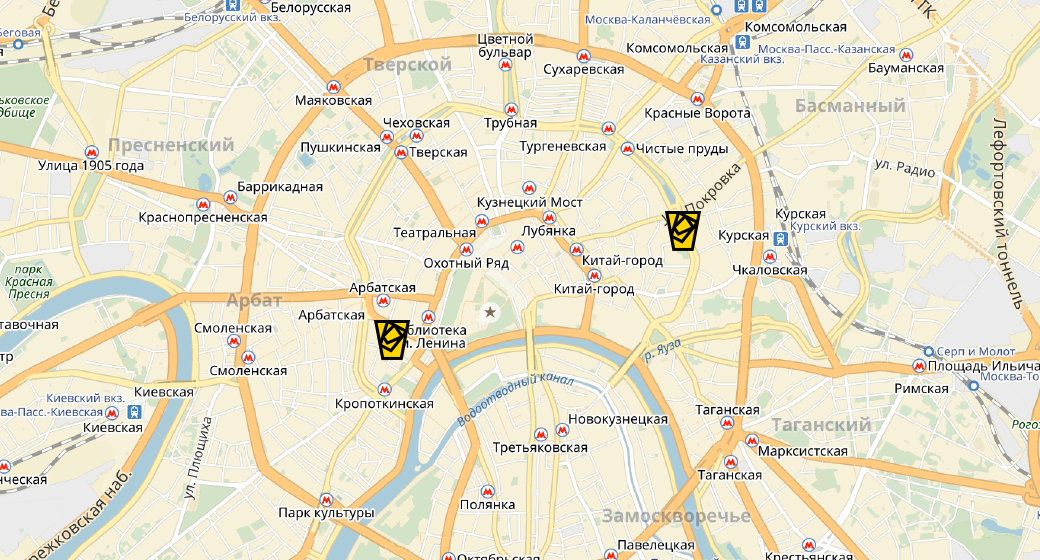 Белорусская
Белорусский вкз.
Беговая
Москва-Каланчёвская
Комсомольская
Комсомольская
Москва-Пасс.-Казанская
Казанский вкз.
Бауманская
Цветной
бульвар
Сухаревская
Тверской
Маяковская
Красные Ворота
Басманный
Чеховская
Трубная
Пушкинская
Тверская
Тургеневская
Чистые пруды
Пресненский
Улица 1905 года
ул. Радио
Лефортовский тоннель
Баррикадная
Краснопресненская
Кузнецкий Мост
Покровка
Театральная
Лубянка
Охотный Ряд
Китай-город
Китай-город
Курская
Курский вкз.
Курская
Чкаловская
парк
Красная
Пресня
Арбат
Арбатская
Арбатская
Смоленская
Смоленская
блиотека
Ленина
р. Яуза
Серп и Молот
Площадь Ильича
Римская
Москва-То
Киевский вкз.
ва-Пасс.-Киевская
Киевская
Киевская
Кропоткинская
Водоотводный канал
Новокузнецкая
Третьяковская
Таганская
Таганский
Марксистская
Таганская
ул. Плющиха
режковская наб.
Полянка
Парк культуры
Замоскворечье
Октябрьская
Павелецкая
Крестьянская